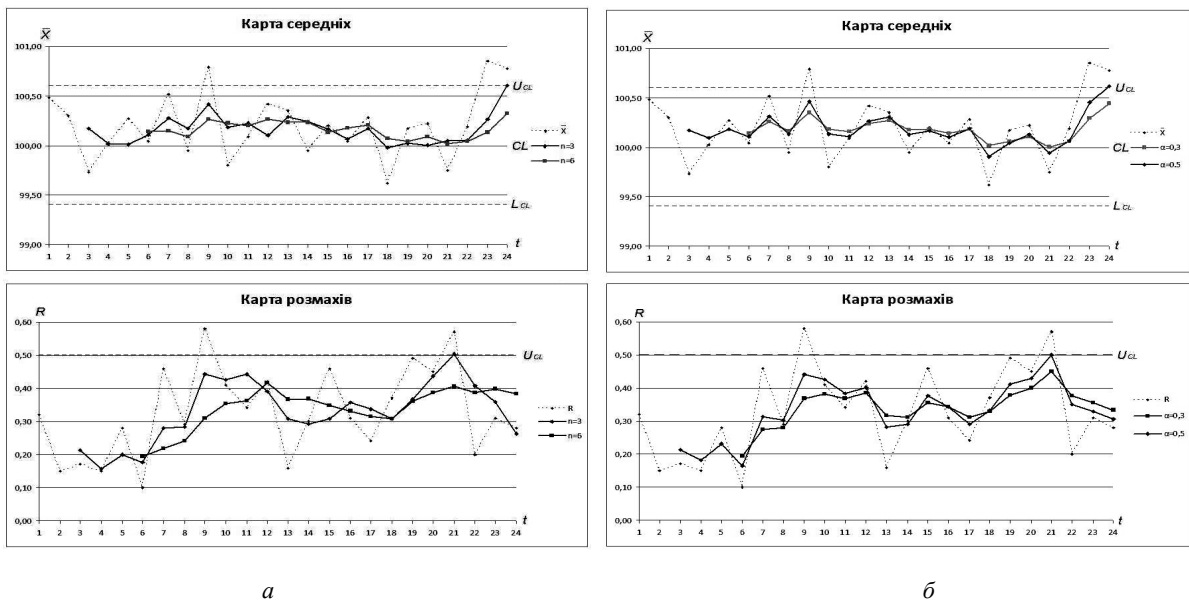 Карта середніх
X̄
101,00
100,50
100,00
99,50
99,00
U CL
CL
L CL
t
1 2 3 4 5 6 7 8 9 10 11 12 13 14 15 16 17 18 19 20 21 22 23 24
X̄
n=3
n=6
Карта середніх
X̄
101,00
100,50
100,00
99,50
99,00
U CL
CL
L CL
t
1 2 3 4 5 6 7 8 9 10 11 12 13 14 15 16 17 18 19 20 21 22 23 24
X̄
α=0,3
α=0.5
Карта розмахів
R
0,60
0,50
0,40
0,30
0,20
0,10
0,00
U CL
t
1 2 3 4 5 6 7 8 9 10 11 12 13 14 15 16 17 18 19 20 21 22 23 24
R
n=3
n=6
Карта розмахів
R
0,60
0,50
0,40
0,30
0,20
0,10
0,00
U CL
t
1 2 3 4 5 6 7 8 9 10 11 12 13 14 15 16 17 18 19 20 21 22 23 24
R
α=0,3
α=0,5
а
б